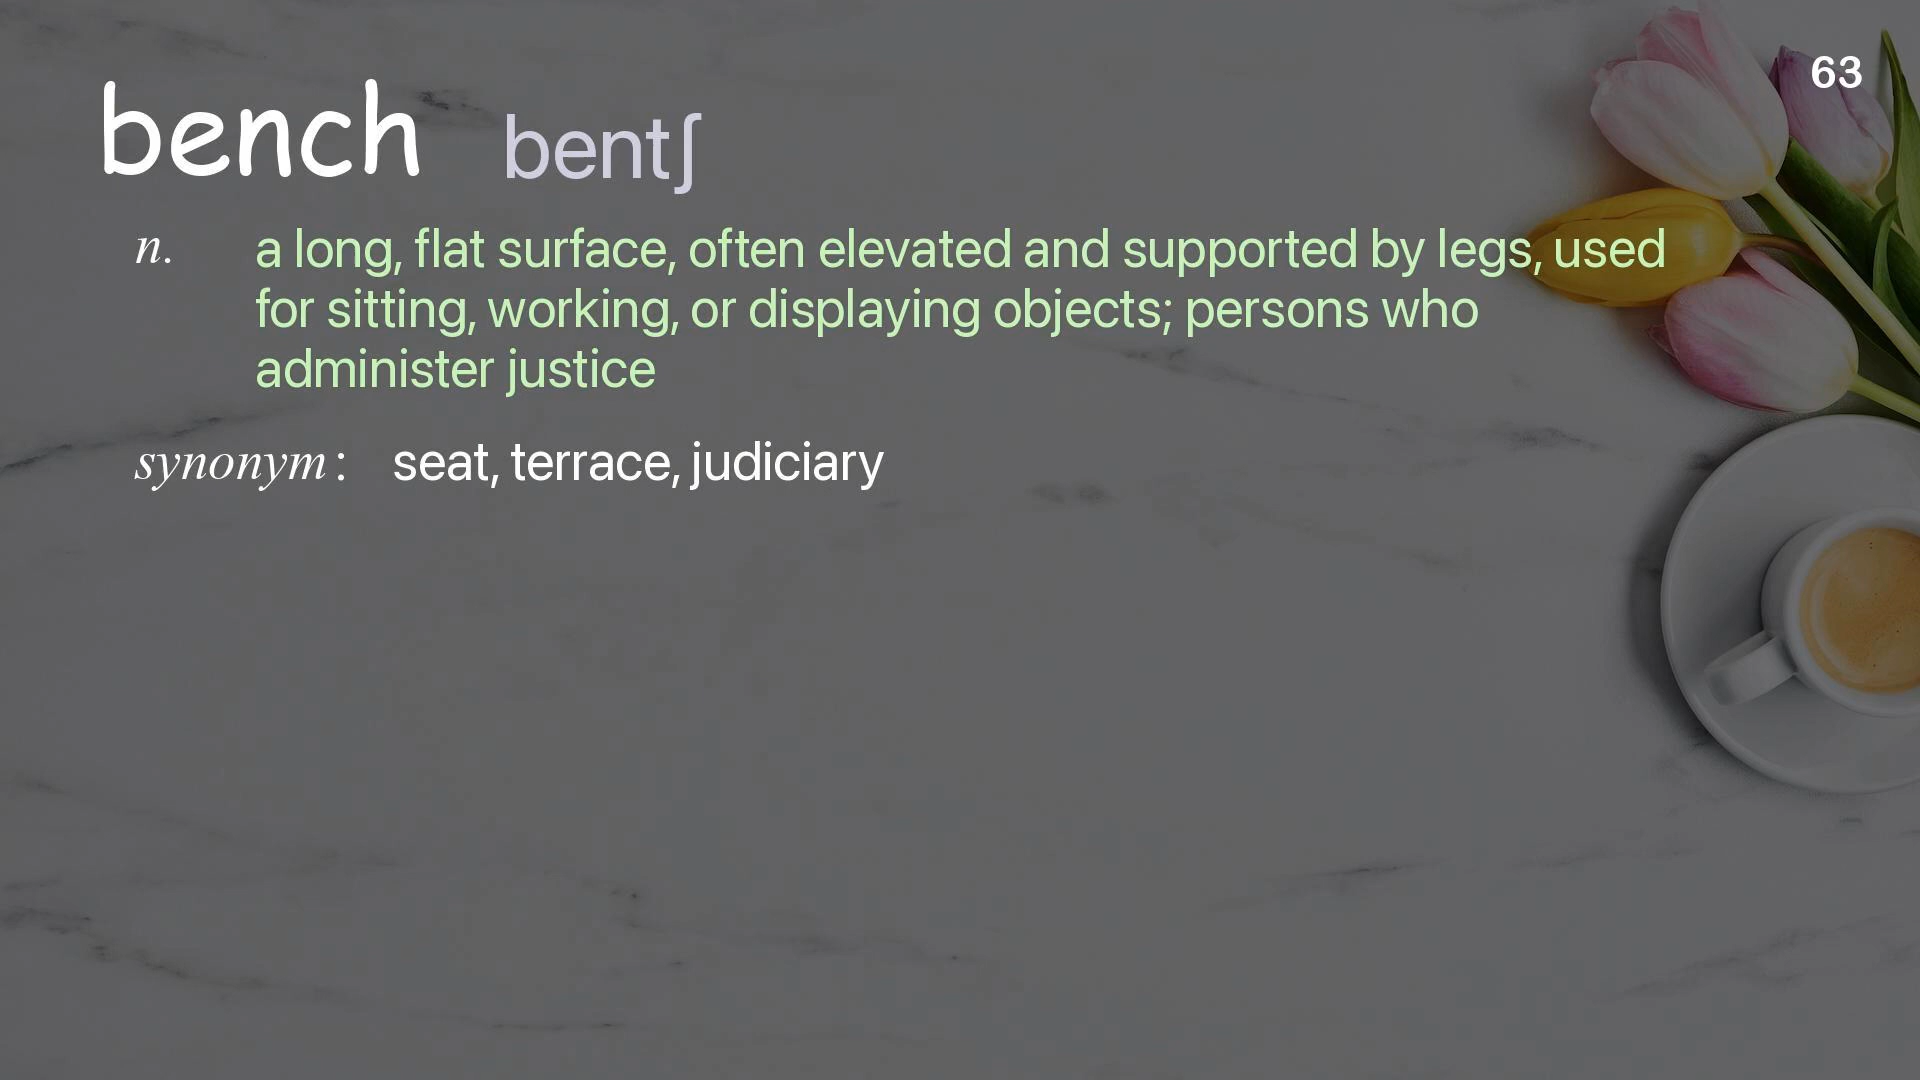 63
bench bentʃ
n. a long, flat surface, often elevated and supported by legs, used
for sitting, working, or displaying objects; persons who
administer justice
synonym: seat, terrace, judiciary